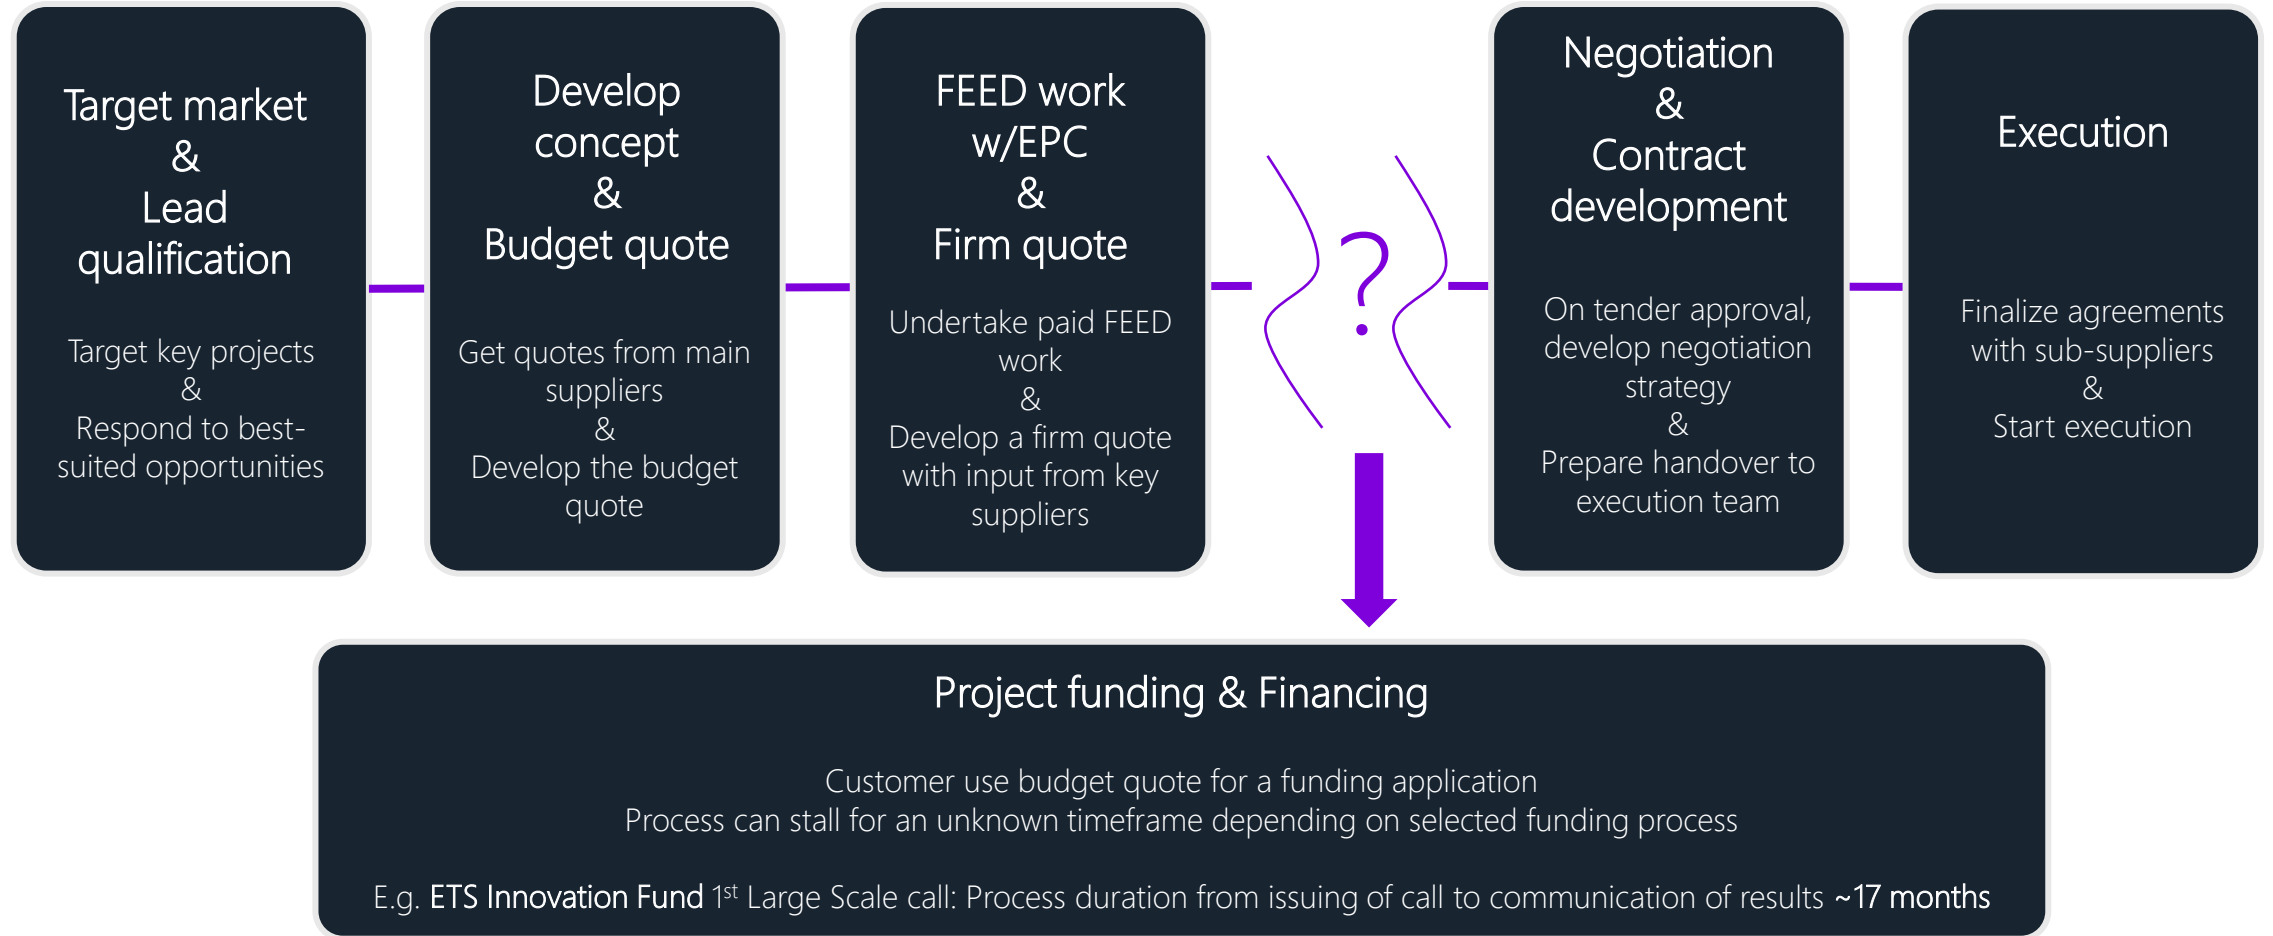 Target market
&
Lead
qualification
Target key projects
&
Respond to best-
suited opportunities
Develop
concept
&
Budget quote
Get quotes from main
suppliers
&
Develop the budget
quote
FEED work
w/EPC
&
Firm quote
Undertake paid FEED
work
&
Develop a firm quote
with input from key
suppliers
?
Negotiation
&
Contract
development
On tender approval,
develop negotiation
strategy
&
Prepare handover to
execution team
Execution
Finalize agreements
with sub-suppliers
&
Start execution
Project funding & Financing
Customer use budget quote for a funding application
Process can stall for an unknown timeframe depending on selected funding process
E.g. ETS Innovation Fund 1st Large Scale call: Process duration from issuing of call to communication of results ~17 months